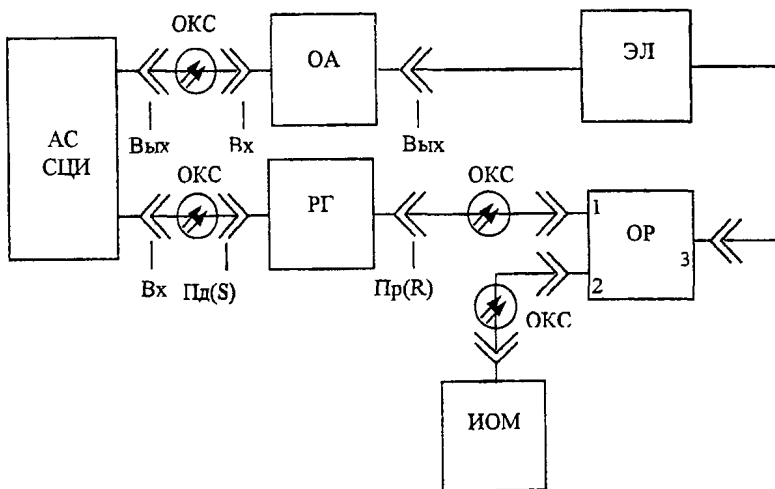 ОКС
ОА
ЭЛ
АС
СЦИ
Вых
Вх
Вых
ОКС
РГ
ОКС
1
ОР
3
2
Вх
Пд(S)
Пр(R)
ОКС
ИОМ